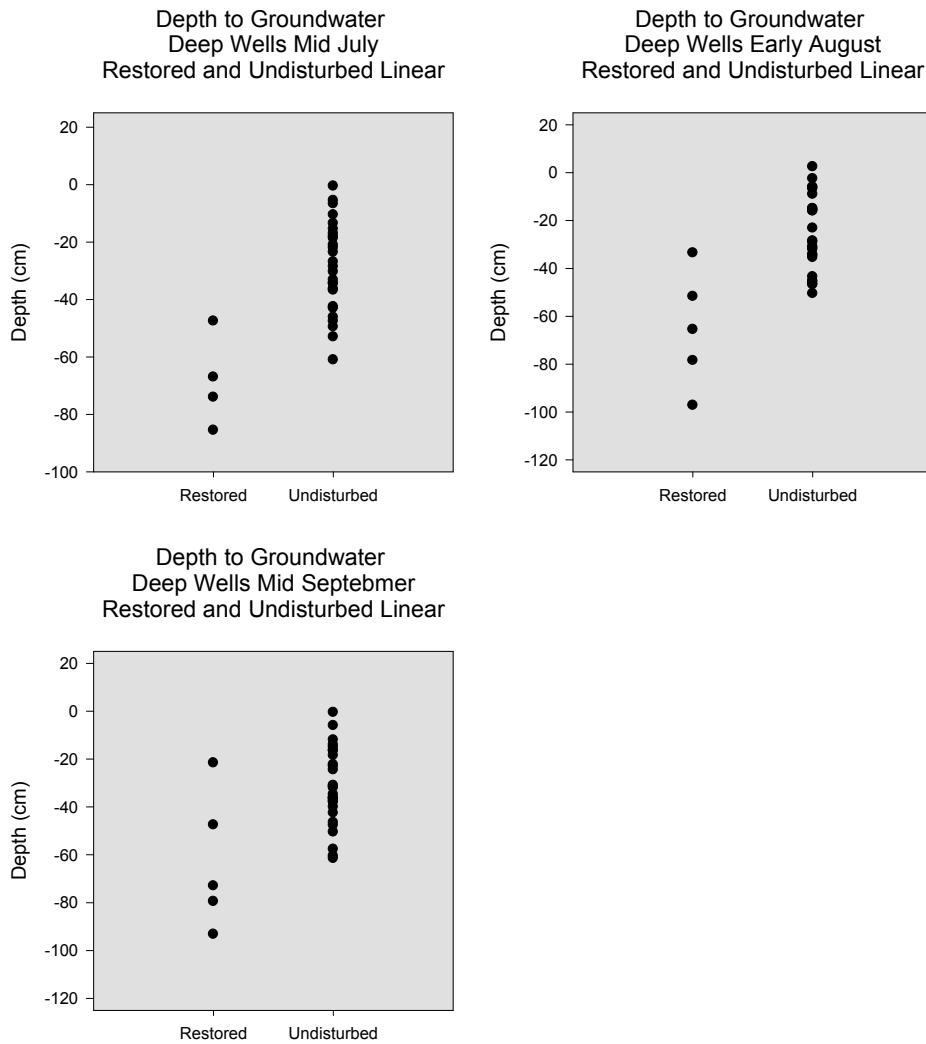 Depth to Groundwater
Deep Wells Mid July
Restored and Undisturbed Linear
20
0
-20
-40
-60
-80
-100
Depth (cm)
Restored Undisturbed
Depth to Groundwater
Deep Wells Early August
Restored and Undisturbed Linear
20
0
-20
-40
-60
-80
-100
-120
Depth (cm)
Restored Undisturbed
Depth to Groundwater
Deep Wells Mid Septebmer
Restored and Undisturbed Linear
20
0
-20
-40
-60
-80
-100
-120
Depth (cm)
Restored Undisturbed